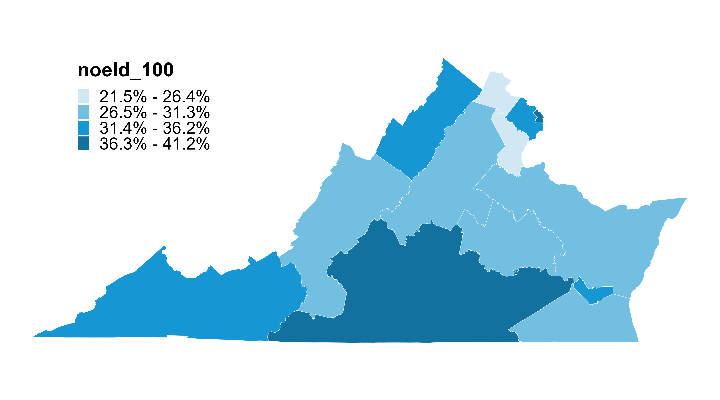 noeld_100
21.5% - 26.4%
26.5% - 31.3%
31.4% - 36.2%
36.3% - 41.2%